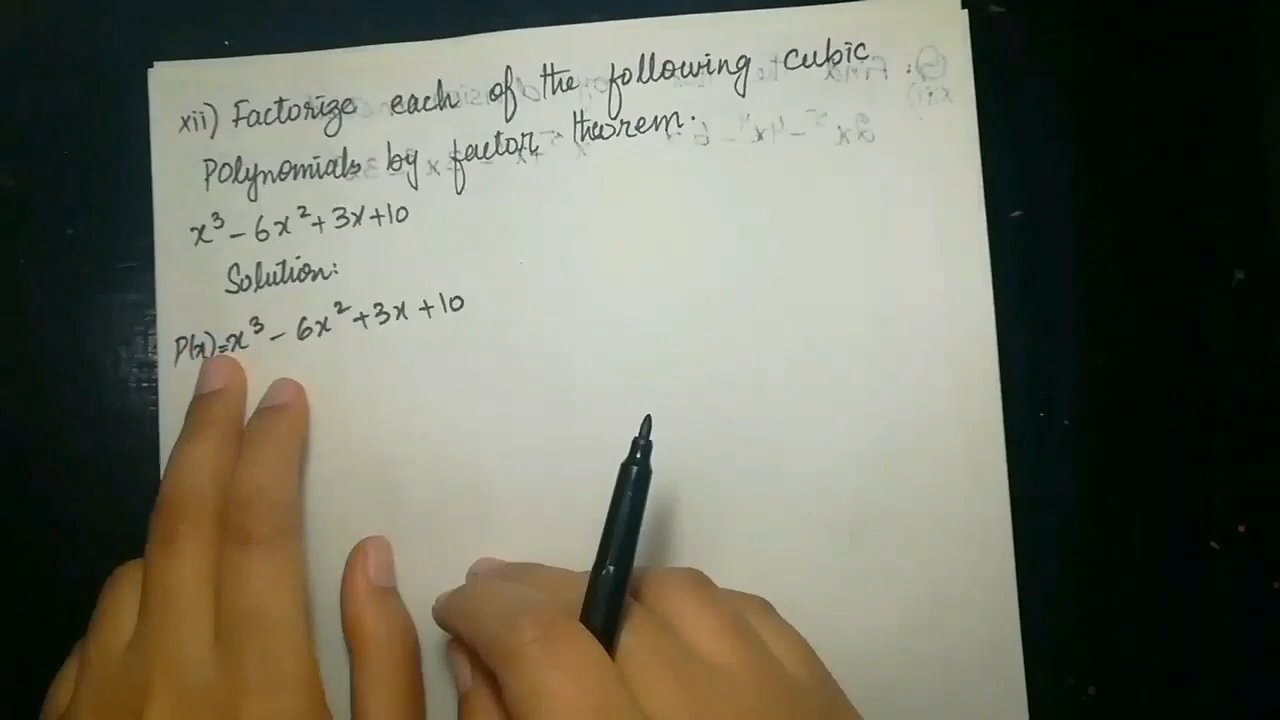 xii) Factorize each of the following cubic
Polynomials by factor theorem.
x³ - 6x² + 3x + 10
Solution:
P(x) = x³ - 6x² + 3x + 10